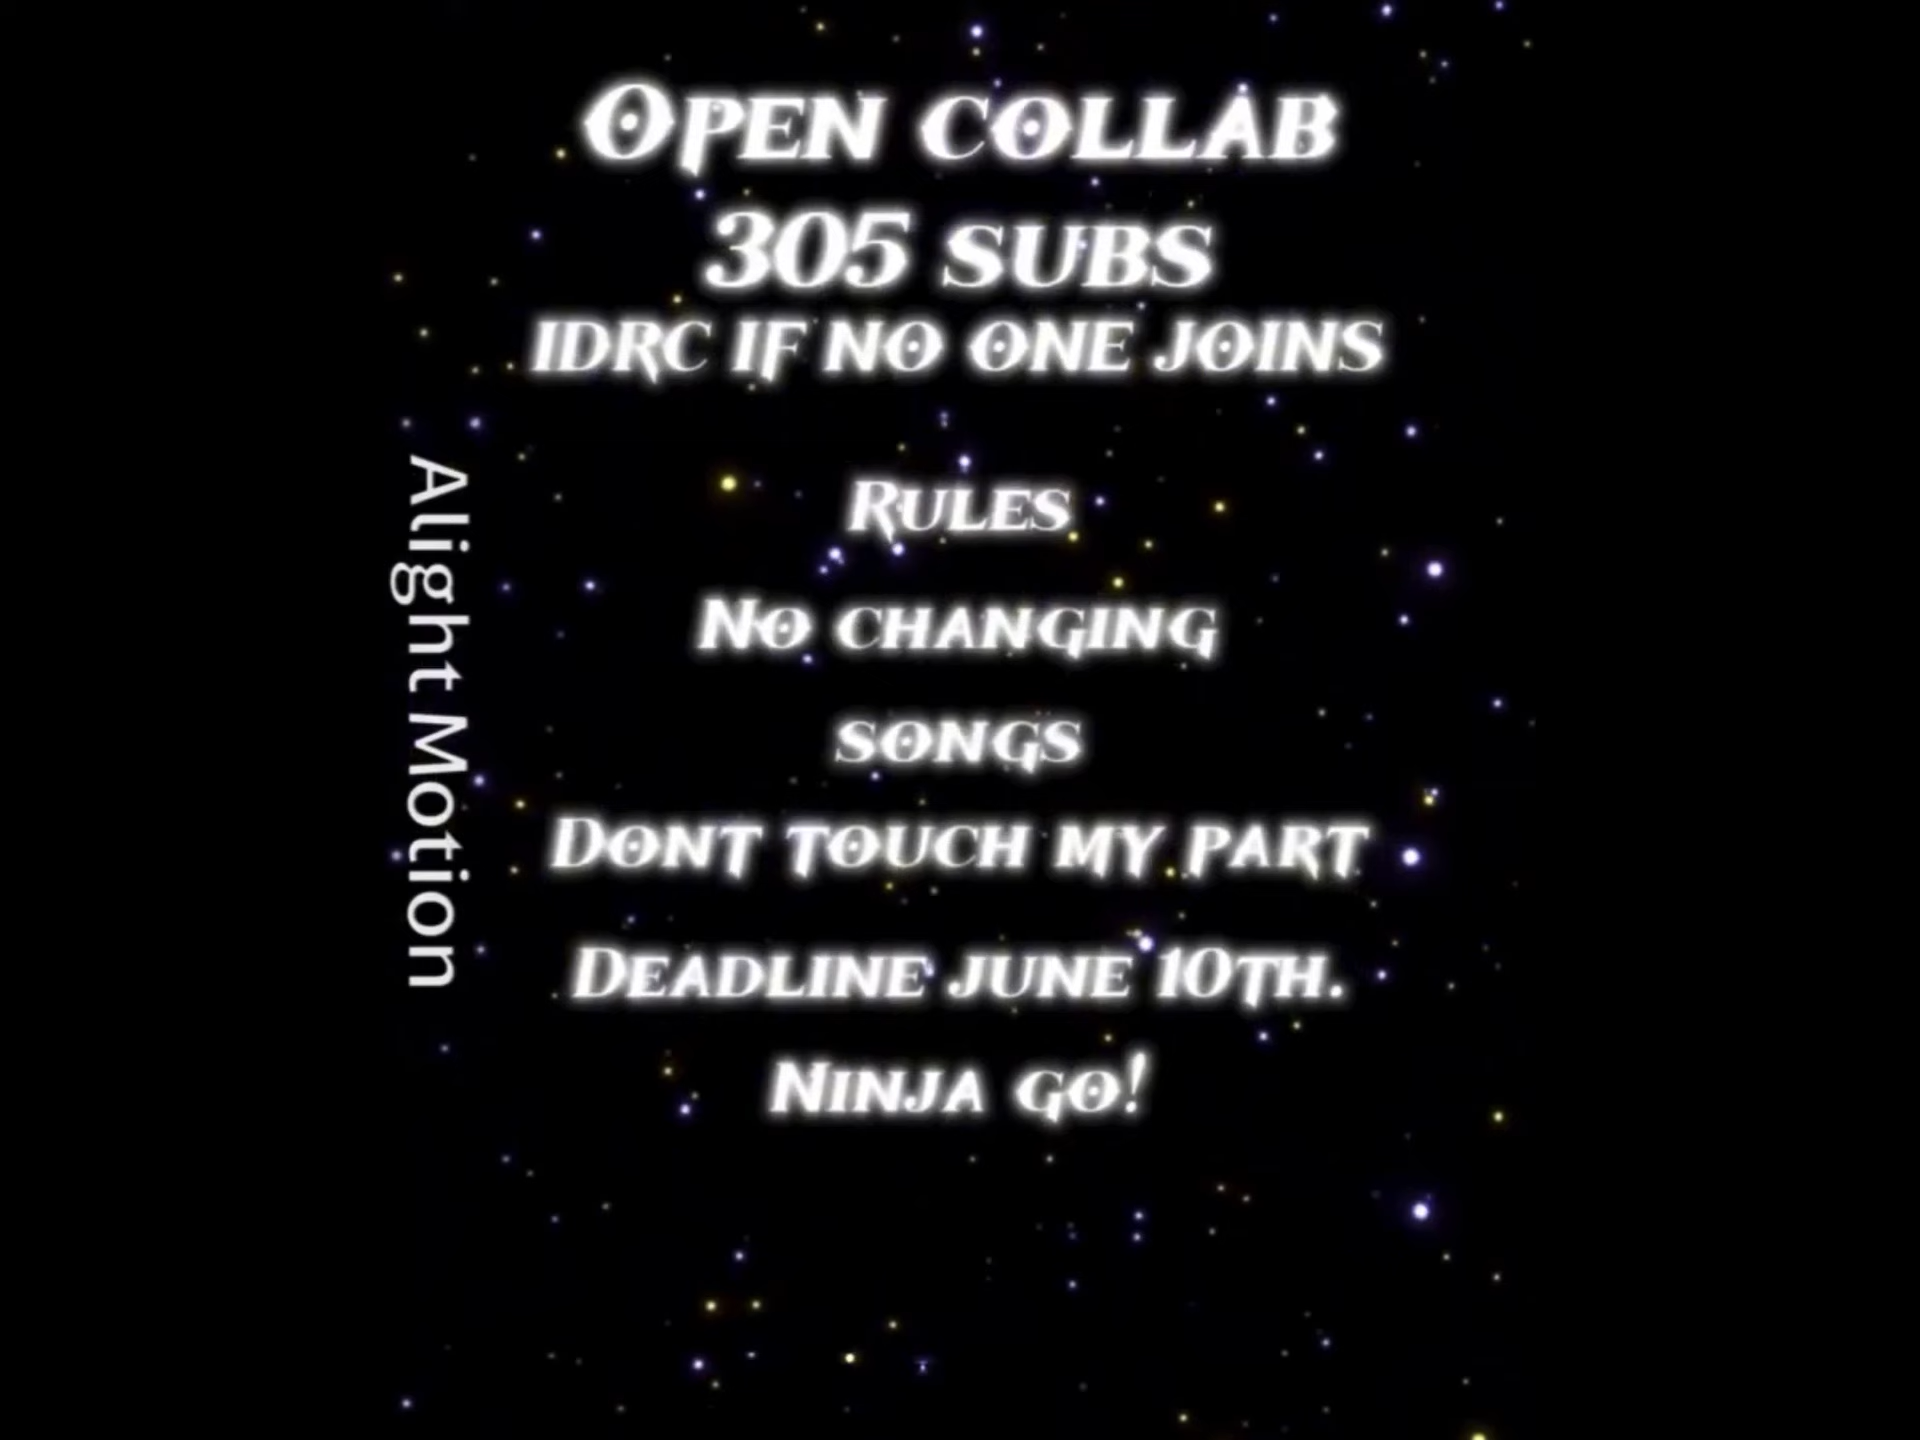 Open collab
305 subs
IDRC IF NO ONE JOINS
Rules
No changing
songs
Dont touch my part
Deadline june 10th.
Ninja go!
Alight Motion